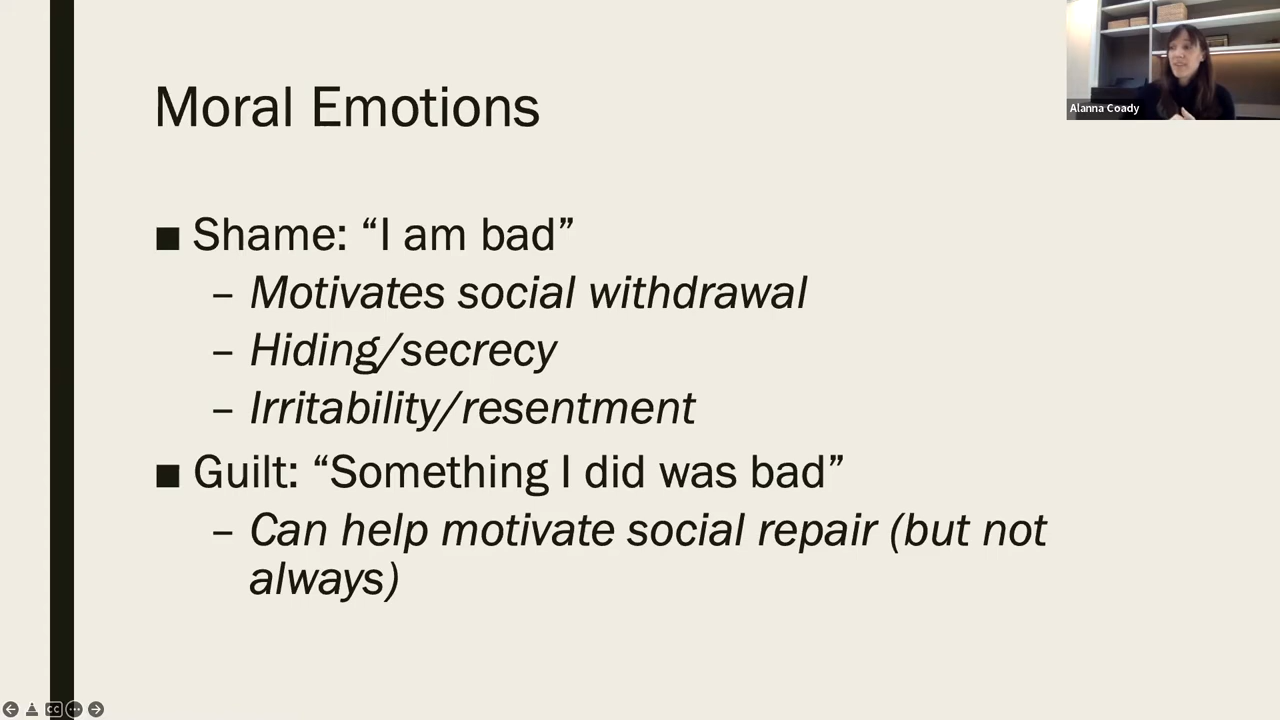 Moral Emotions
Alanna Coady
■ Shame: “I am bad”
– Motivates social withdrawal
– Hiding/secrecy
– Irritability/resentment
■ Guilt: “Something I did was bad”
– Can help motivate social repair (but not
always)
CC